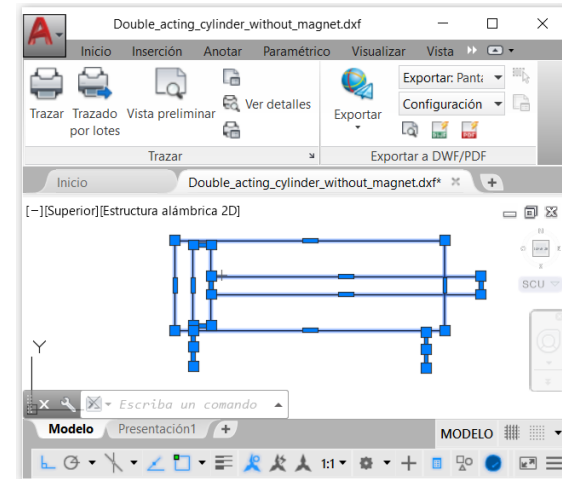 Double_acting_cylinder_without_magnet.dxf
Inicio Inserción Anotar Paramétrico Visualizar Vista
Trazar
Trazado
por lotes
Vista preliminar
Ver detalles
Exportar
Exportar: Panta
Configuración
Trazar
Exportar a DWF/PDF
Inicio
Double_acting_cylinder_without_magnet.dxf*
[−][Superior][Estructura alámbrica 2D]
SCU
Y
Escriba un comando
Modelo Presentación1
MODELO
1:1